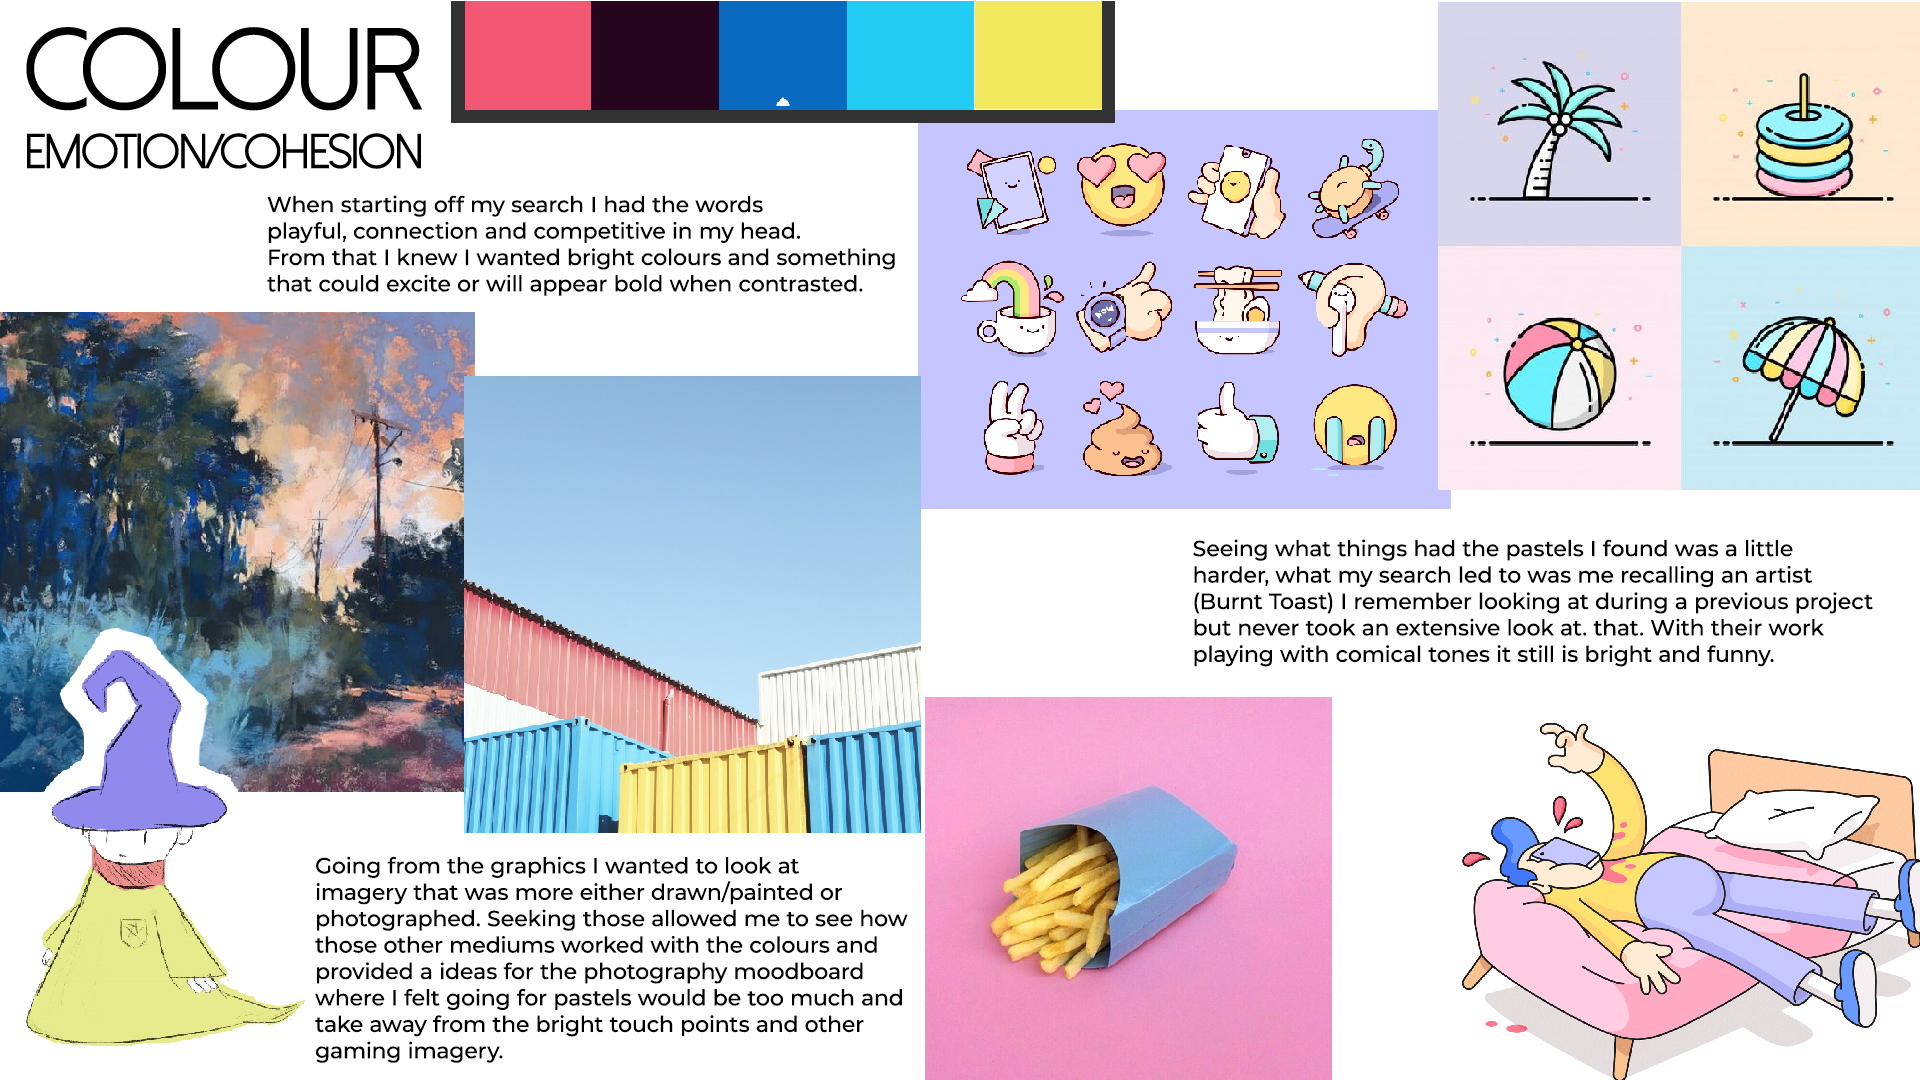 COLOUR
EMOTION/COHESION
When starting off my search I had the words
playful, connection and competitive in my head.
From that I knew I wanted bright colours and something
that could excite or will appear bold when contrasted.
Seeing what things had the pastels I found was a little
harder, what my search led to was me recalling an artist
(Burnt Toast) I remember looking at during a previous project
but never took an extensive look at. that. With their work
playing with comical tones it still is bright and funny.
Going from the graphics I wanted to look at
imagery that was more either drawn/painted or
photographed. Seeking those allowed me to see how
those other mediums worked with the colours and
provided a ideas for the photography moodboard
where I felt going for pastels would be too much and
take away from the bright touch points and other
gaming imagery.